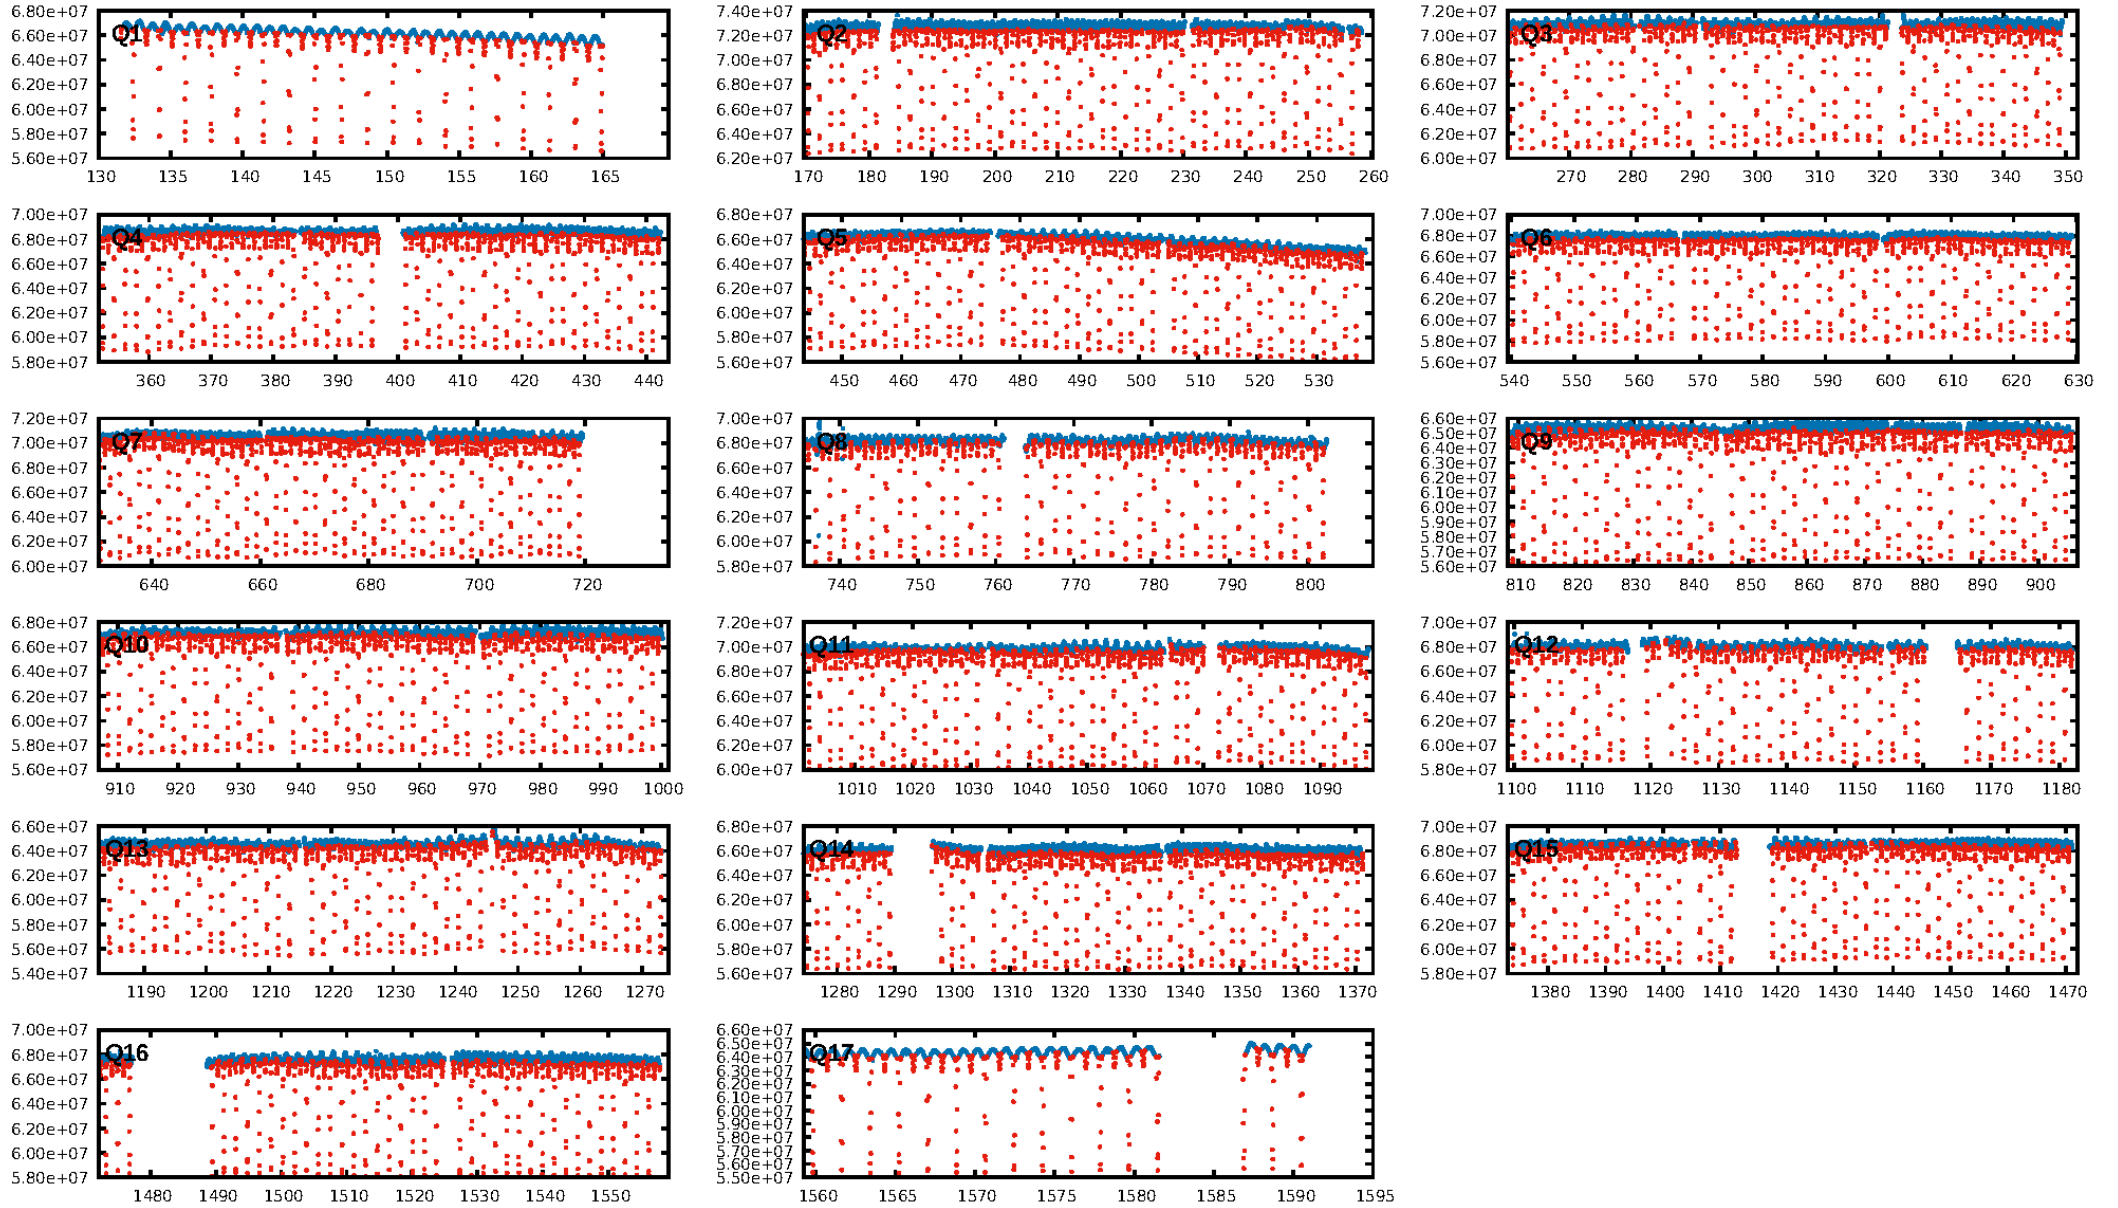 6.80e+07 6.60e+07 6.40e+07 6.20e+07 6.00e+07 5.80e+07 5.60e+07
Q1
130 135 140 145 150 155 160 165
7.40e+07 7.20e+07 7.00e+07 6.80e+07 6.60e+07 6.40e+07 6.20e+07
Q2
170 180 190 200 210 220 230 240 250 260
7.20e+07 7.00e+07 6.80e+07 6.60e+07 6.40e+07 6.20e+07 6.00e+07
Q3
270 280 290 300 310 320 330 340 350
7.00e+07 6.80e+07 6.60e+07 6.40e+07 6.20e+07 6.00e+07 5.80e+07
Q4
360 370 380 390 400 410 420 430 440
6.80e+07 6.60e+07 6.40e+07 6.20e+07 6.00e+07 5.80e+07 5.60e+07
Q5
450 460 470 480 490 500 510 520 530
7.00e+07 6.80e+07 6.60e+07 6.40e+07 6.20e+07 6.00e+07 5.80e+07 5.60e+07
Q6
540 550 560 570 580 590 600 610 620 630
7.20e+07 7.00e+07 6.80e+07 6.60e+07 6.40e+07 6.20e+07 6.00e+07
Q7
640 660 680 700 720
7.00e+07 6.80e+07 6.60e+07 6.40e+07 6.20e+07 6.00e+07 5.80e+07
Q8
740 750 760 770 780 790 800
6.60e+07 6.50e+07 6.40e+07 6.30e+07 6.20e+07 6.10e+07 6.00e+07 5.90e+07 5.80e+07 5.70e+07 5.60e+07
Q9
810 820 830 840 850 860 870 880 890 900
6.80e+07 6.60e+07 6.40e+07 6.20e+07 6.00e+07 5.80e+07 5.60e+07
Q10
910 920 930 940 950 960 970 980 990 1000
7.20e+07 7.00e+07 6.80e+07 6.60e+07 6.40e+07 6.20e+07 6.00e+07
Q11
1010 1020 1030 1040 1050 1060 1070 1080 1090
7.00e+07 6.80e+07 6.60e+07 6.40e+07 6.20e+07 6.00e+07 5.80e+07
Q12
1100 1110 1120 1130 1140 1150 1160 1170 1180
6.60e+07 6.40e+07 6.20e+07 6.00e+07 5.80e+07 5.60e+07 5.40e+07
Q13
1190 1200 1210 1220 1230 1240 1250 1260 1270
6.80e+07 6.60e+07 6.40e+07 6.20e+07 6.00e+07 5.80e+07 5.60e+07
Q14
1280 1290 1300 1310 1320 1330 1340 1350 1360 1370
7.00e+07 6.80e+07 6.60e+07 6.40e+07 6.20e+07 6.00e+07 5.80e+07
Q15
1380 1390 1400 1410 1420 1430 1440 1450 1460 1470
7.00e+07 6.80e+07 6.60e+07 6.40e+07 6.20e+07 6.00e+07 5.80e+07
Q16
1480 1490 1500 1510 1520 1530 1540 1550
6.60e+07 6.50e+07 6.40e+07 6.30e+07 6.20e+07 6.10e+07 6.00e+07 5.90e+07 5.80e+07 5.70e+07 5.60e+07 5.50e+07
Q17
1560 1565 1570 1575 1580 1585 1590 1595